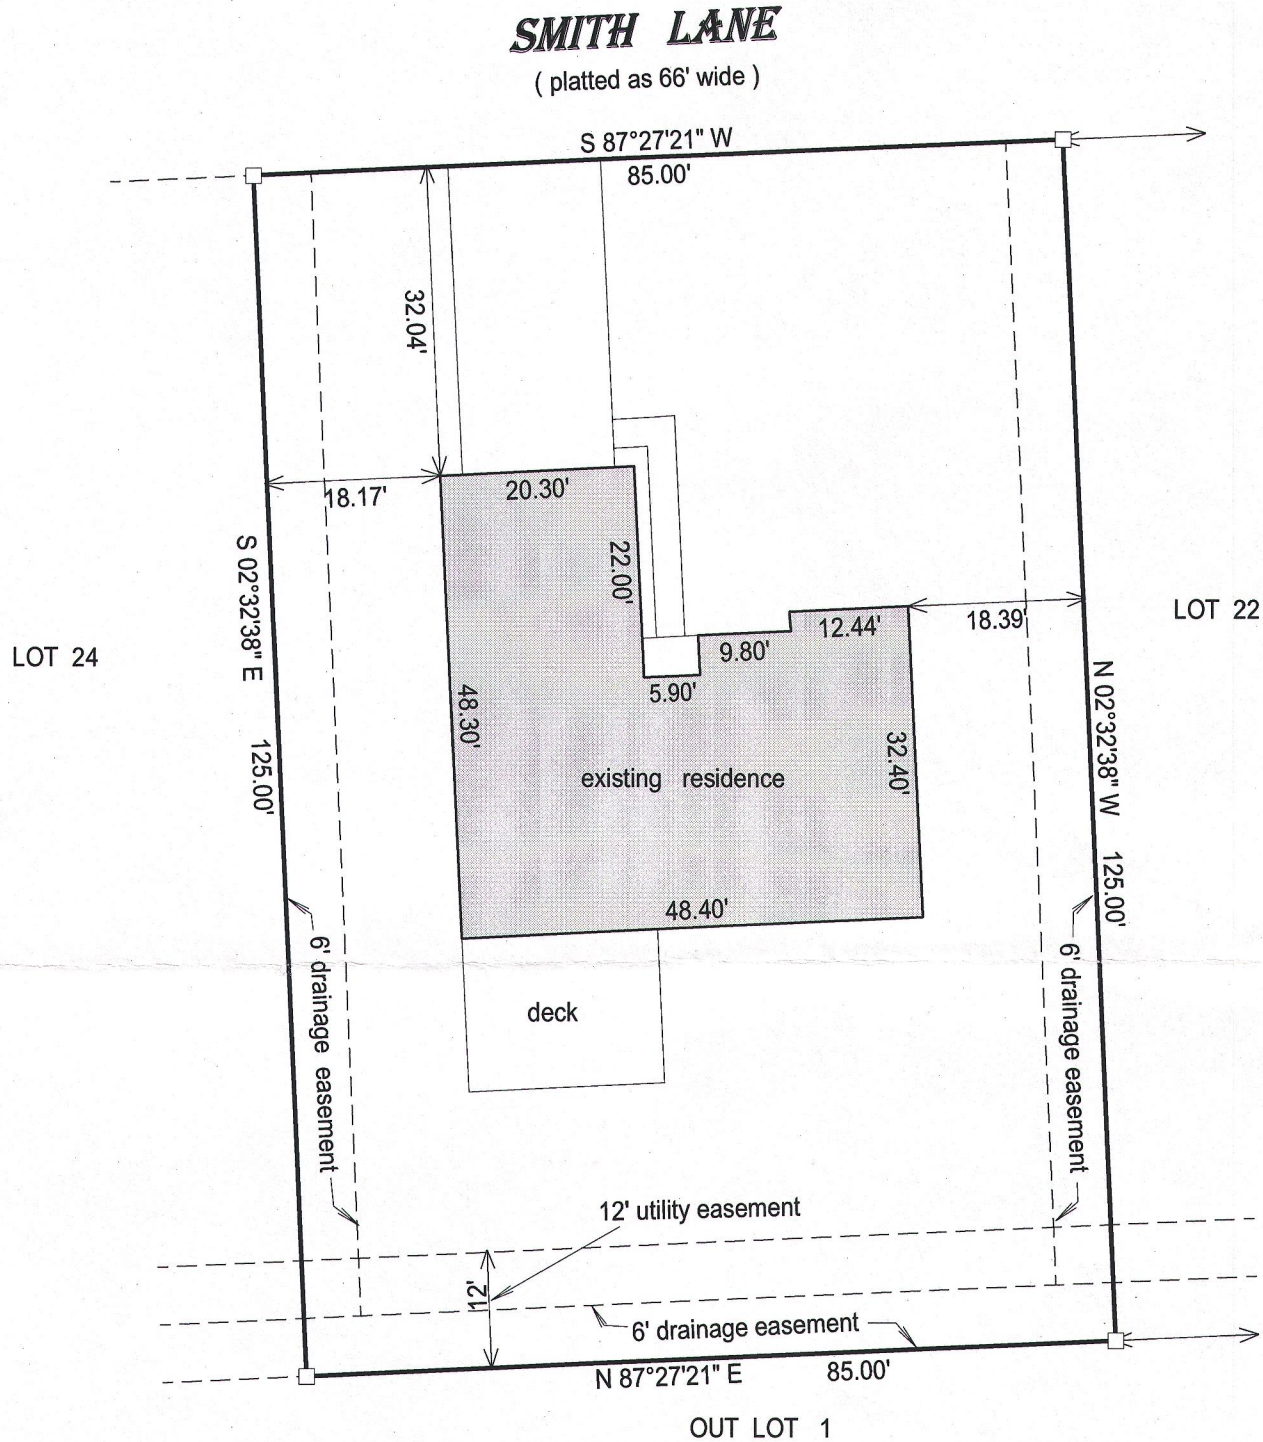 SMITH LANE
( platted as 66' wide )
S 87°27'21" W
85.00'
32.04'
18.17'
20.30'
22.00'
12.44'
18.39'
9.80'
5.90'
LOT 24
LOT 22
S 02°32'38" E 125.00'
N 02°32'38" W 125.00'
48.30'
32.40'
existing residence
48.40'
deck
6' drainage easement
6' drainage easement
12' utility easement
12'
6' drainage easement
N 87°27'21" E 85.00'
OUT LOT 1